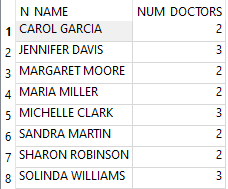 N_NAME NUM_DOCTORS
1 CAROL GARCIA 2
2 JENNIFER DAVIS 3
3 MARGARET MOORE 2
4 MARIA MILLER 2
5 MICHELLE CLARK 3
6 SANDRA MARTIN 2
7 SHARON ROBINSON 2
8 SOLINDA WILLIAMS 3